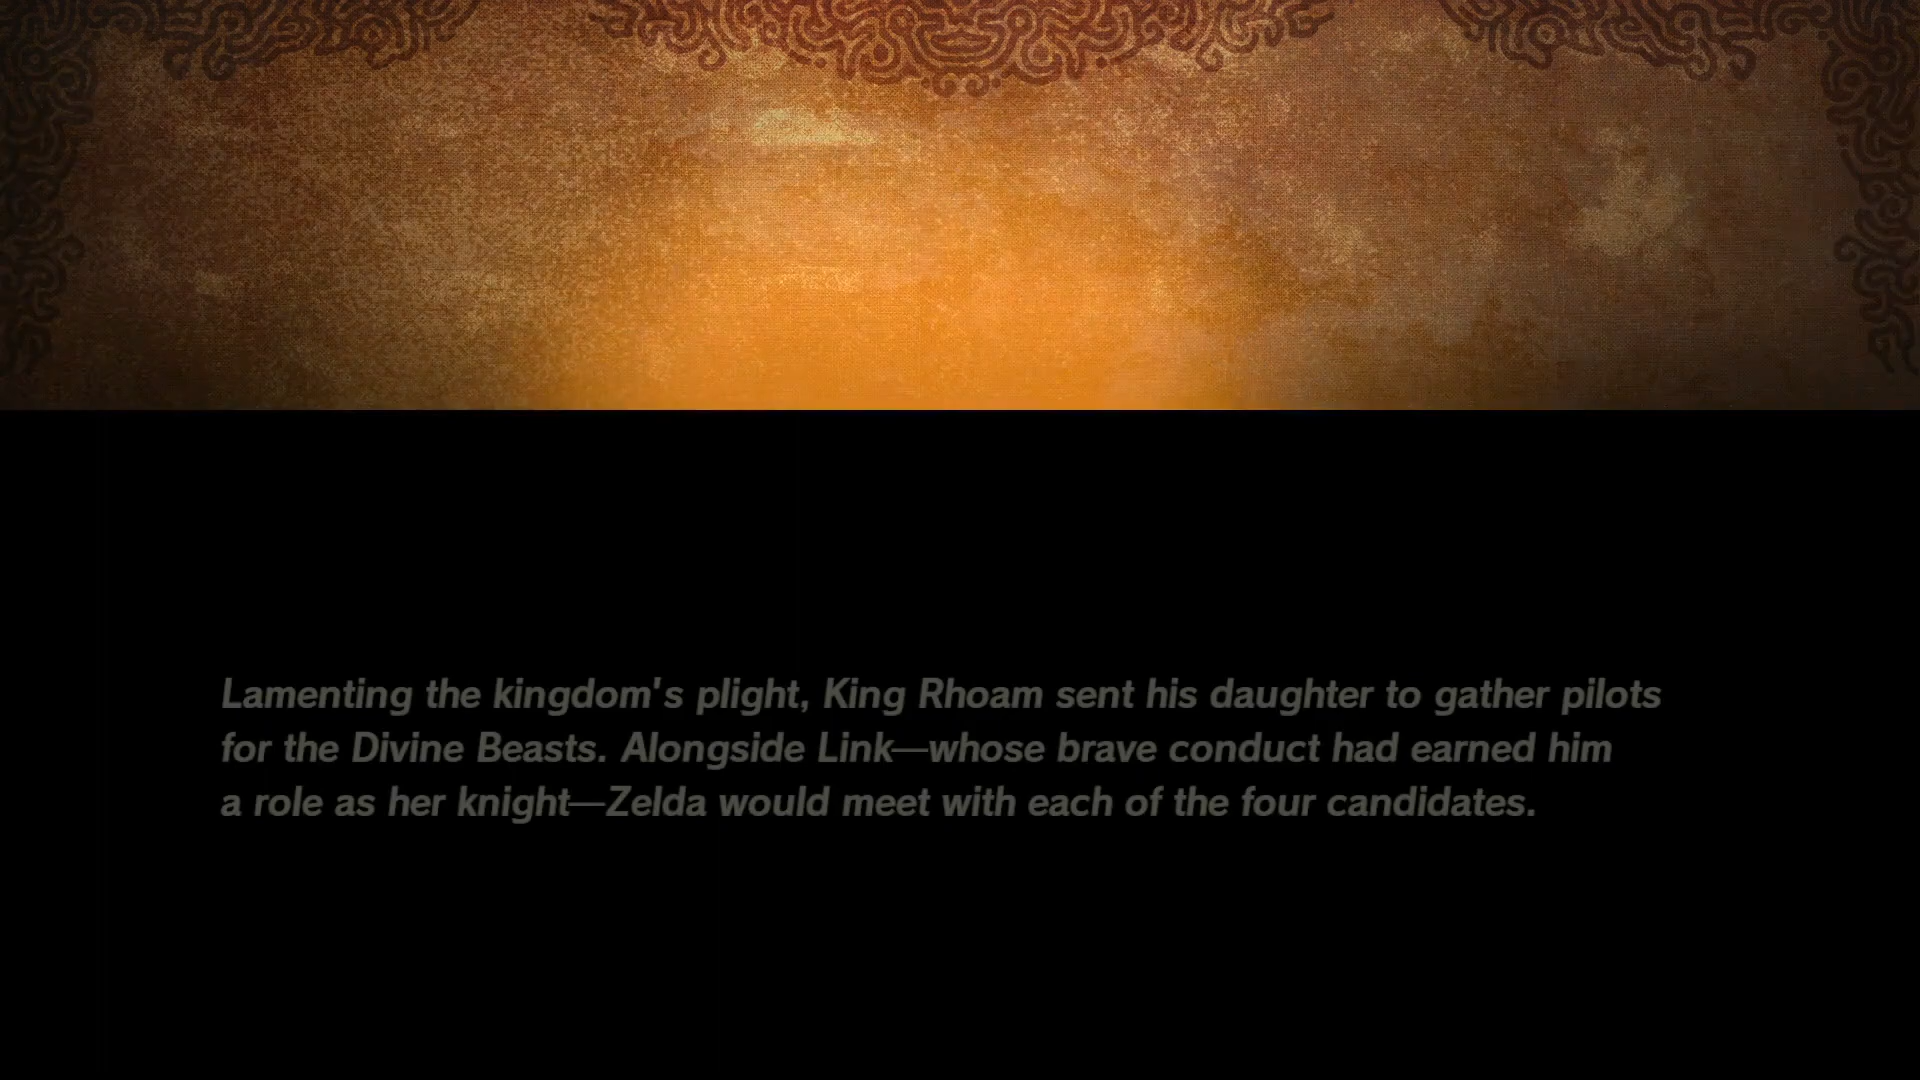 Lamenting the kingdom's plight, King Rhoam sent his daughter to gather pilots
for the Divine Beasts. Alongside Link—whose brave conduct had earned him
a role as her knight—Zelda would meet with each of the four candidates.